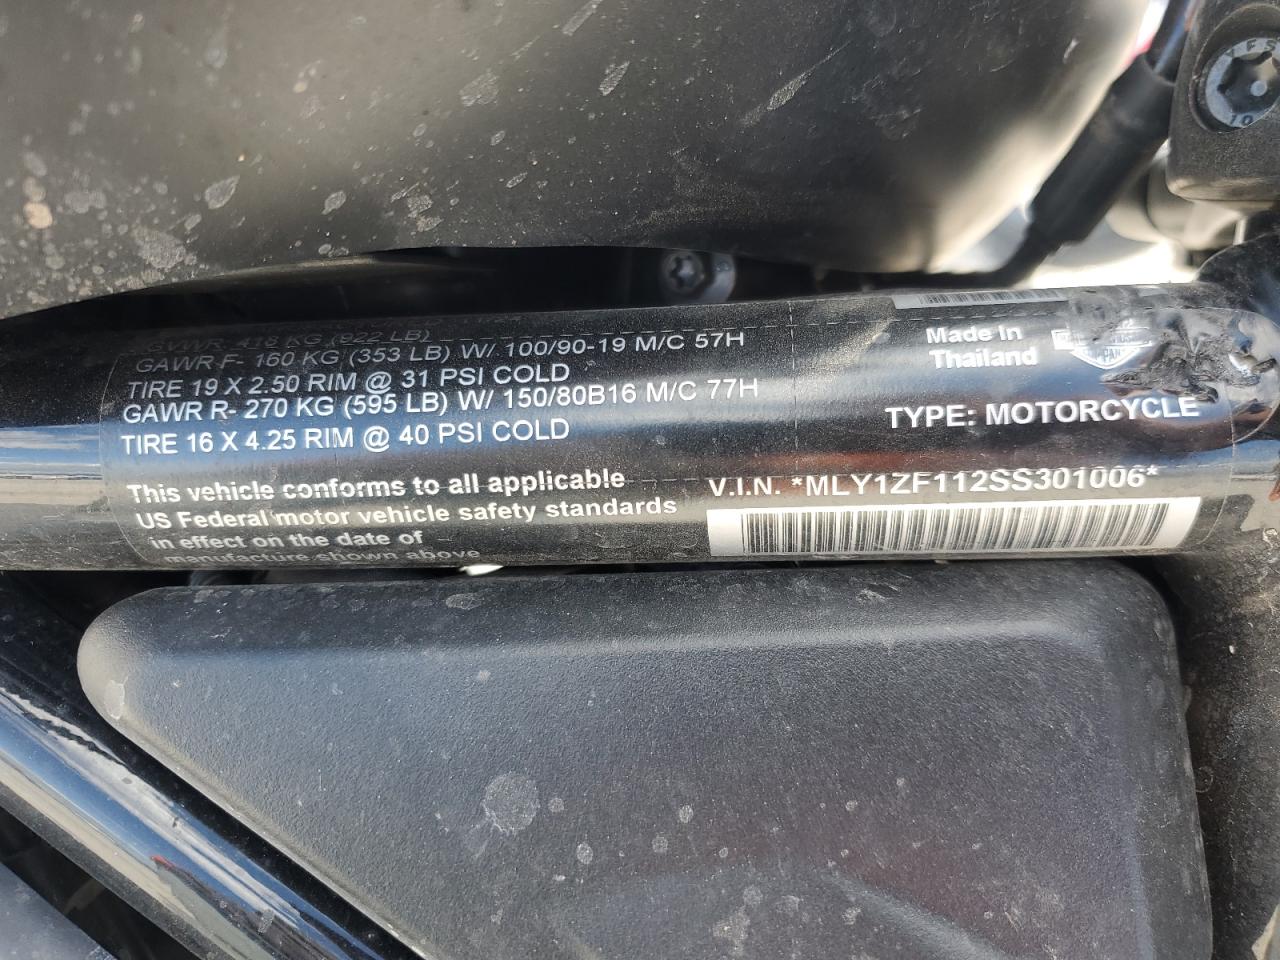 GVWR- 418 KG (922 LB)
GAWR F- 160 KG (353 LB) W/ 100/90-19 M/C 57H
TIRE 19 X 2.50 RIM @ 31 PSI COLD
GAWR R- 270 KG (595 LB) W/ 150/80B16 M/C 77H
TIRE 16 X 4.25 RIM @ 40 PSI COLD
This vehicle conforms to all applicable
US Federal motor vehicle safety standards
in effect on the date of
manufacture shown above
Made In
Thailand
TYPE: MOTORCYCLE
V.I.N. *MLY1ZF112SS301006*
TFS
10